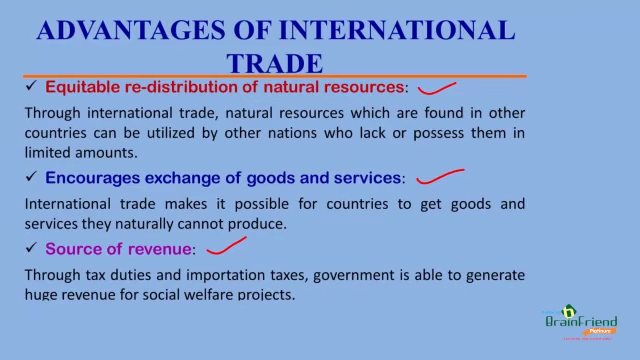 ADVANTAGES OF INTERNATIONAL
TRADE
✓ Equitable re-distribution of natural resources:
Through international trade, natural resources which are found in other
countries can be utilized by other nations who lack or possess them in
limited amounts.
✓ Encourages exchange of goods and services:
International trade makes it possible for countries to get goods and
services they naturally cannot produce.
✓ Source of revenue:
Through tax duties and importation taxes, government is able to generate
huge revenue for social welfare projects.
BrainFriend
Platinum